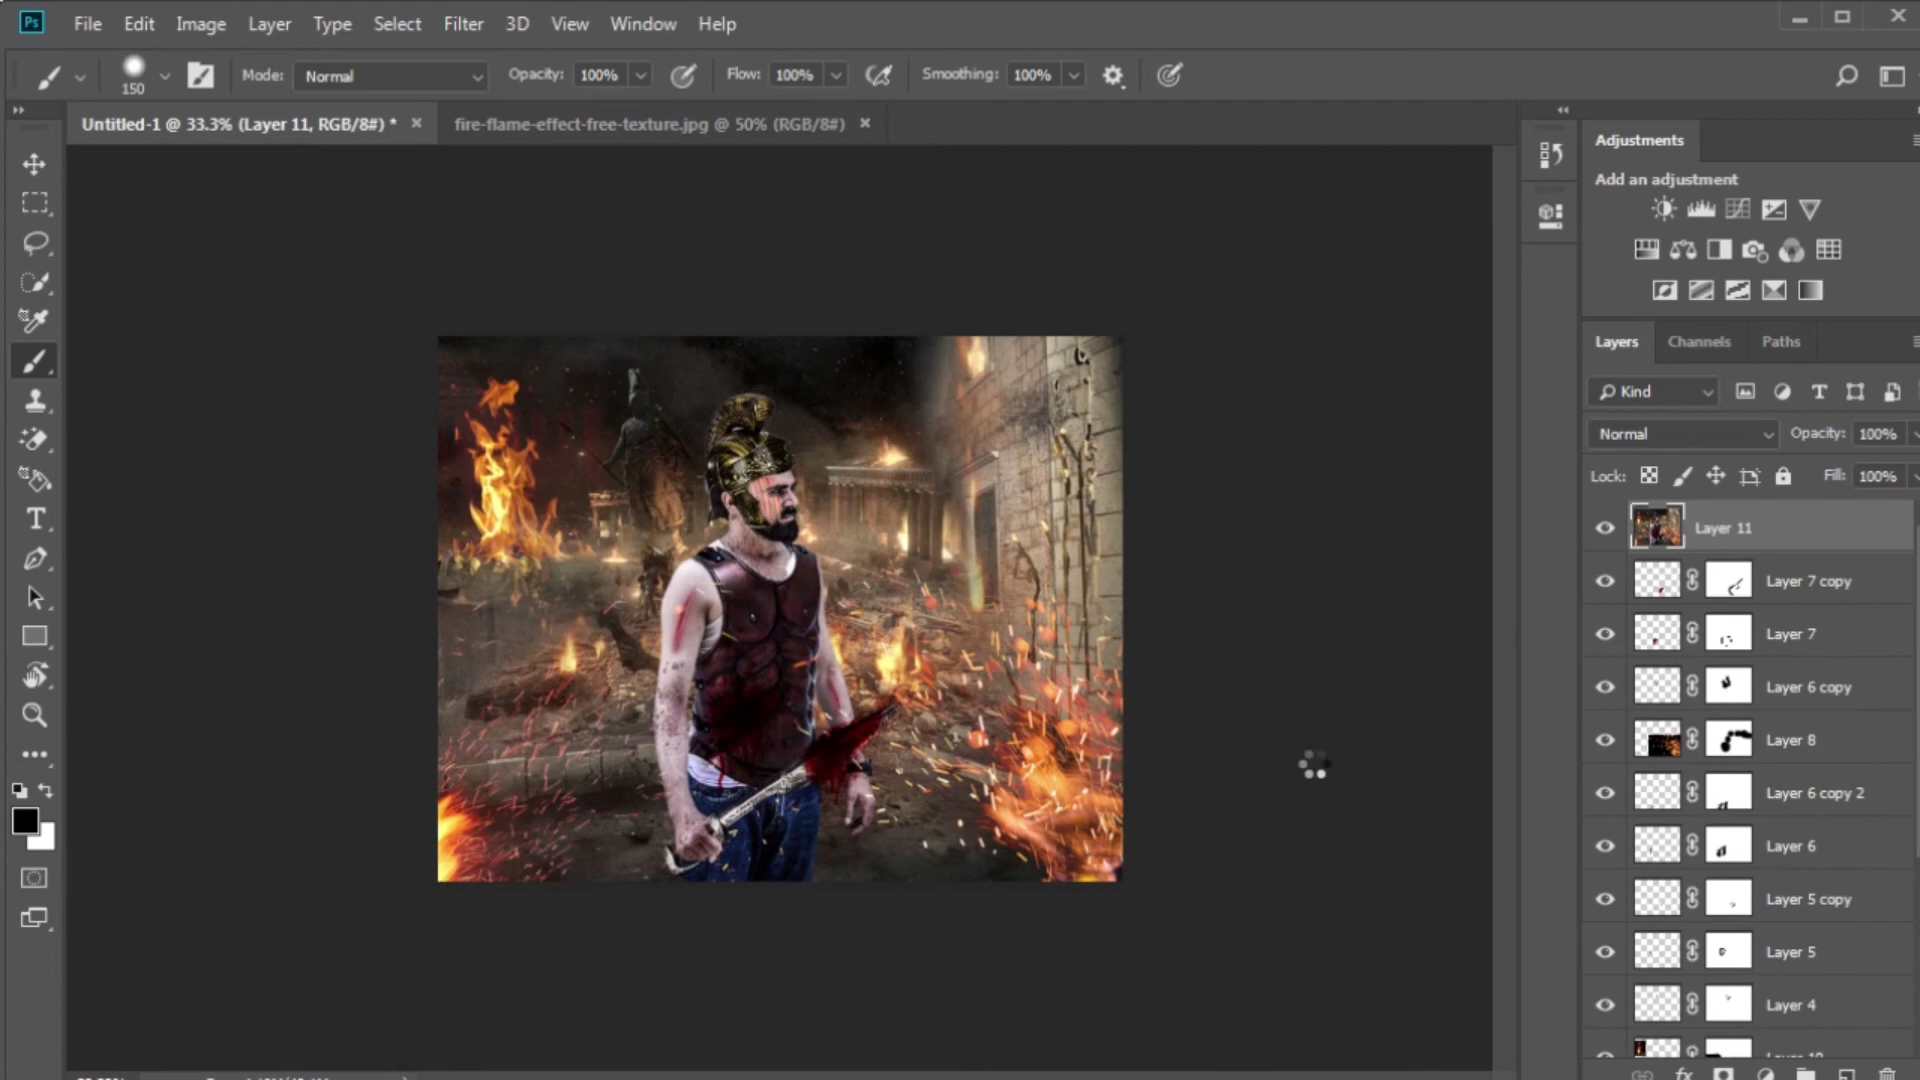 Ps File Edit Image Layer Type Select Filter 3D View Window Help
150 Mode: Normal Opacity: 100% Flow: 100% Smoothing: 100%
Untitled-1 @ 33.3% (Layer 11, RGB/8#) * fire-flame-effect-free-texture.jpg @ 50% (RGB/8#)
Adjustments
Add an adjustment
Layers Channels Paths
Kind
Normal Opacity: 100%
Lock: Fill: 100%
Layer 11
Layer 7 copy
Layer 7
Layer 6 copy
Layer 8
Layer 6 copy 2
Layer 6
Layer 5 copy
Layer 5
Layer 4